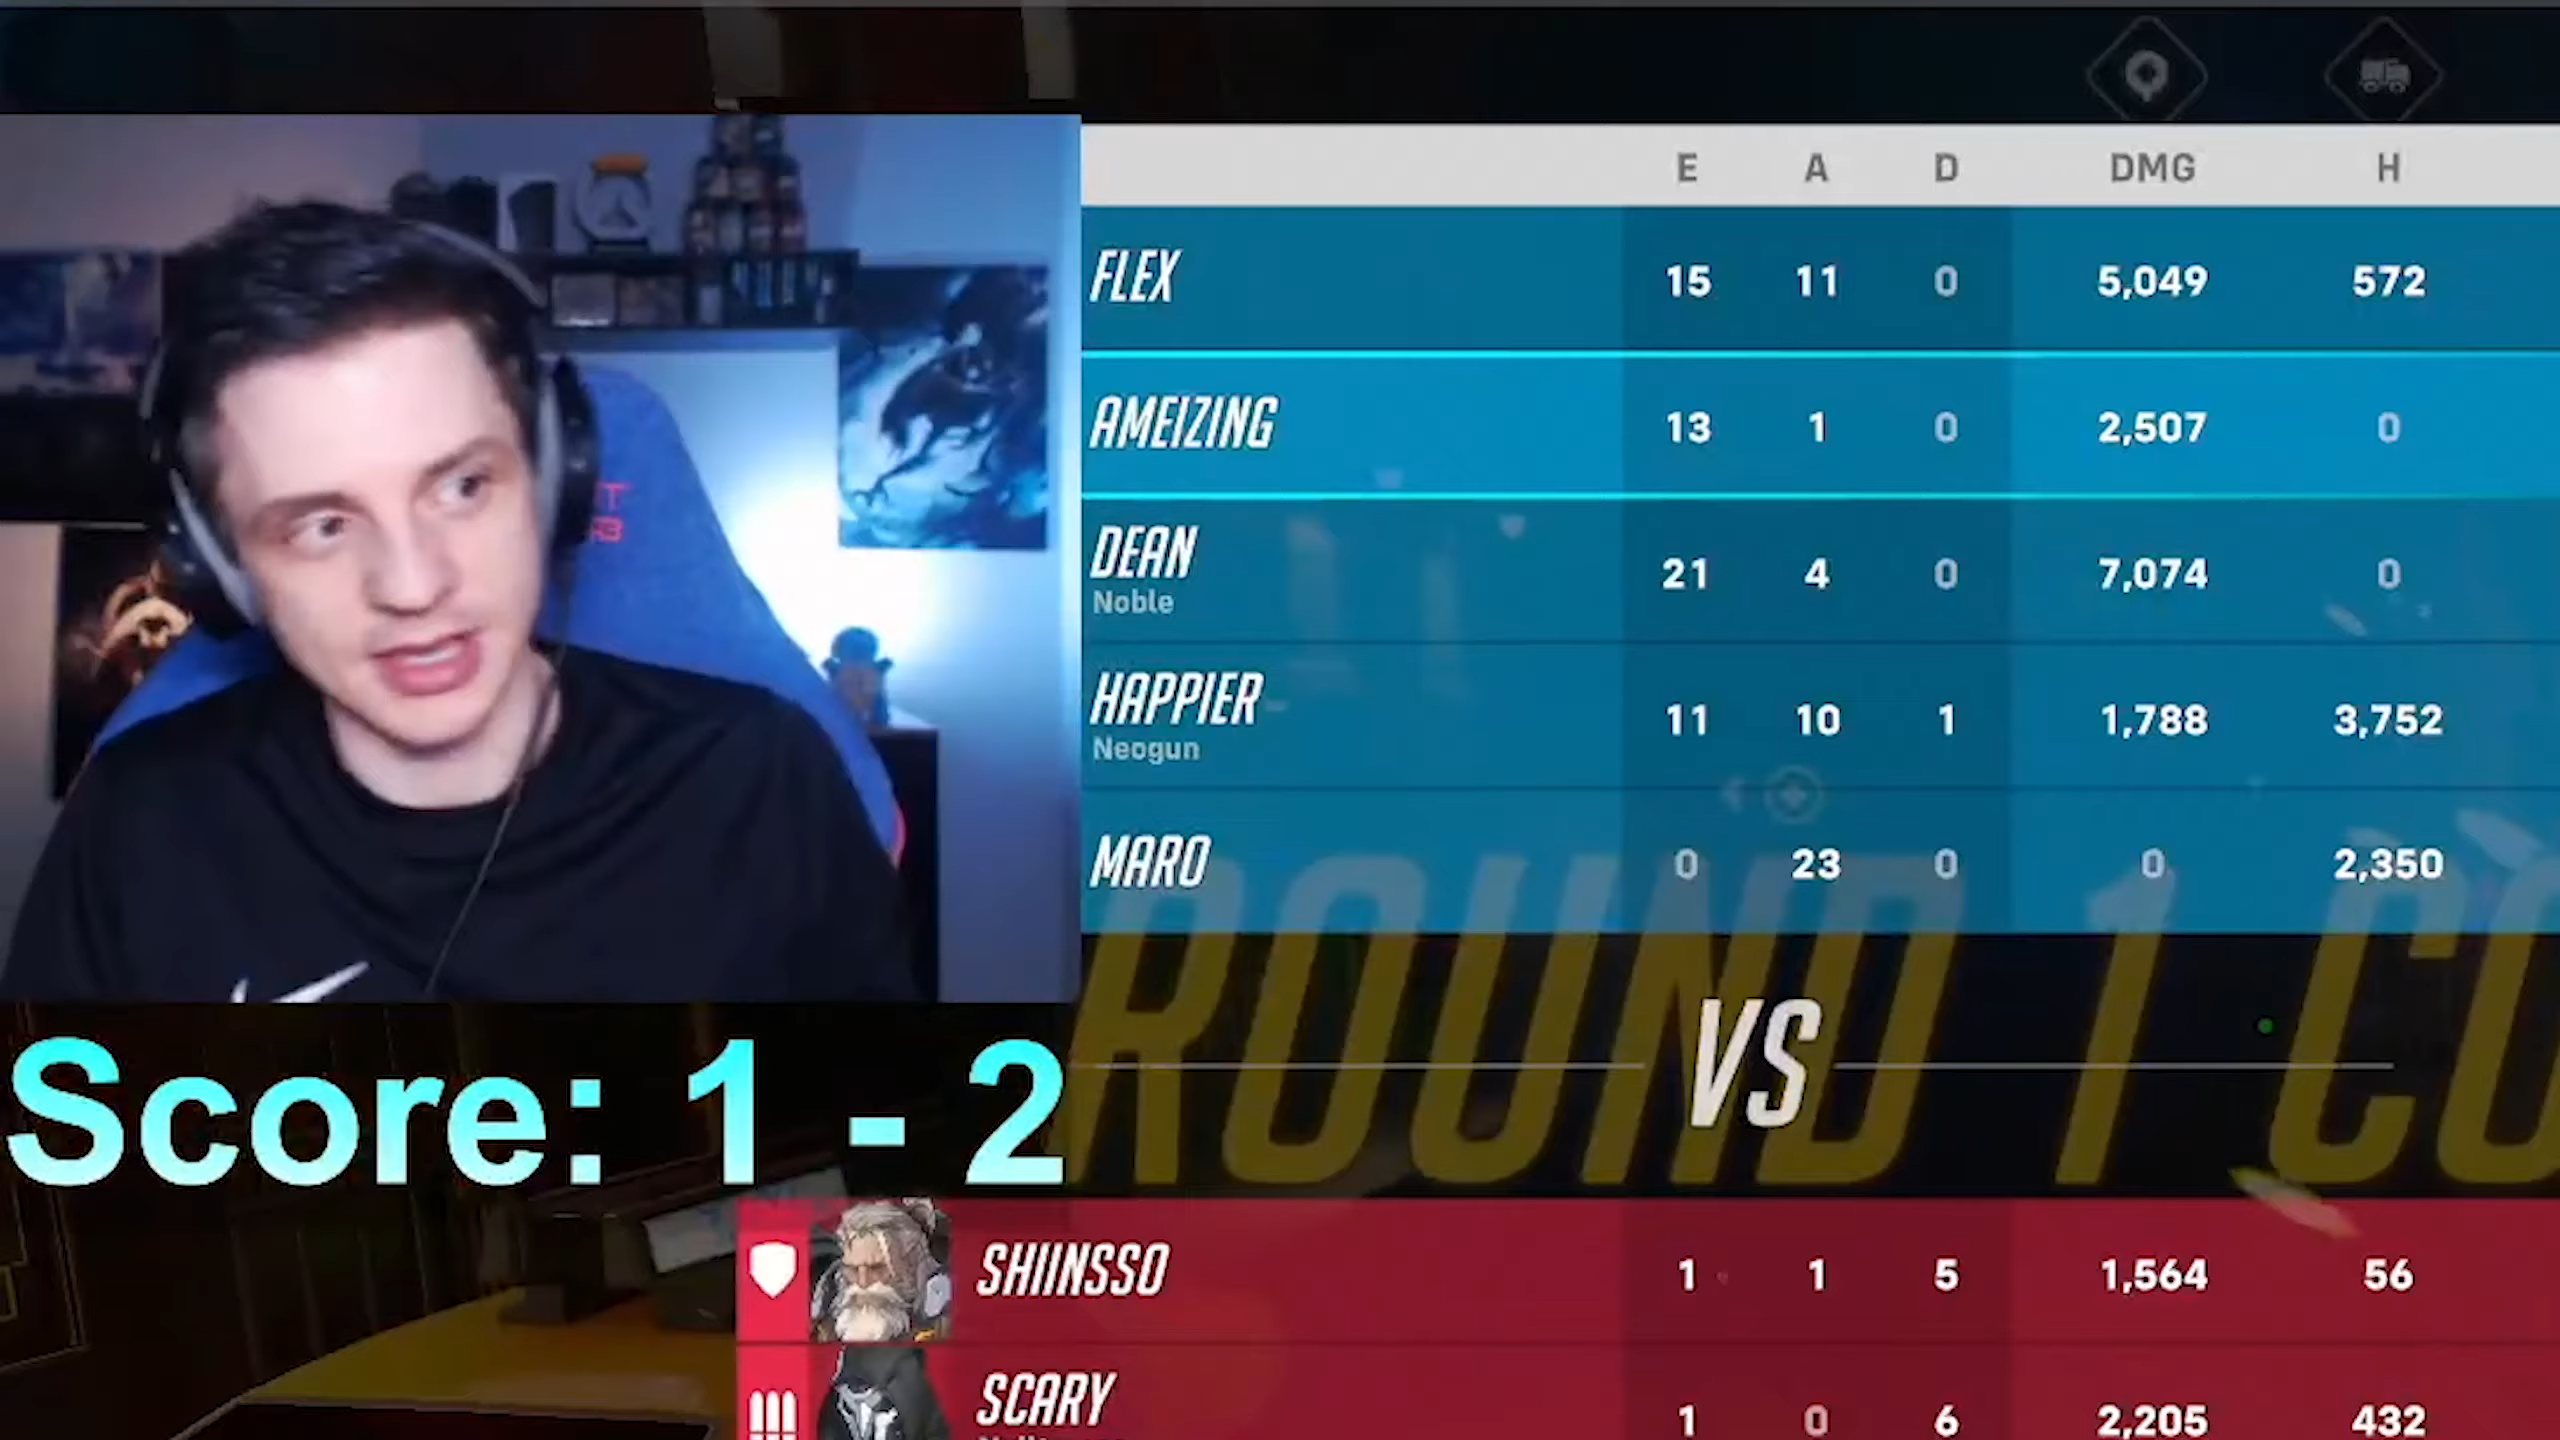 E A D DMG H
FLEX 15 11 0 5,049 572
AMEIZING 13 1 0 2,507 0
DEAN 21 4 0 7,074 0
Noble
HAPPIER 11 10 1 1,788 3,752
Neogun
MARO 0 23 0 0 2,350
ROUND 1 CO
VS
Score: 1 - 2
SHIINSSO 1 1 5 1,564 56
SCARY 1 0 6 2,205 432